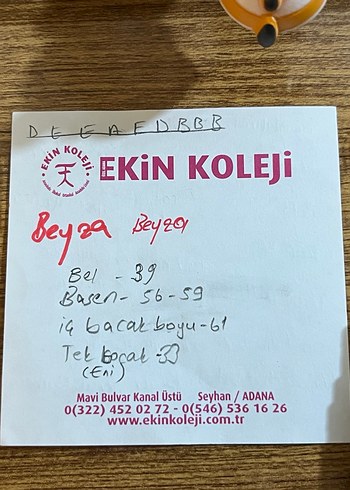 D E E A E D B B B
EKİN KOLEJİ
EKiN KOLEJi
Beyza Beyza
Bel - 39
Basen - 56-59
iç bacak boyu - 61
Tek bacak - 33
(Eni)
Mavi Bulvar Kanal Üstü Seyhan / ADANA
0(322) 452 02 72 - 0(546) 536 16 26
www.ekinkoleji.com.tr